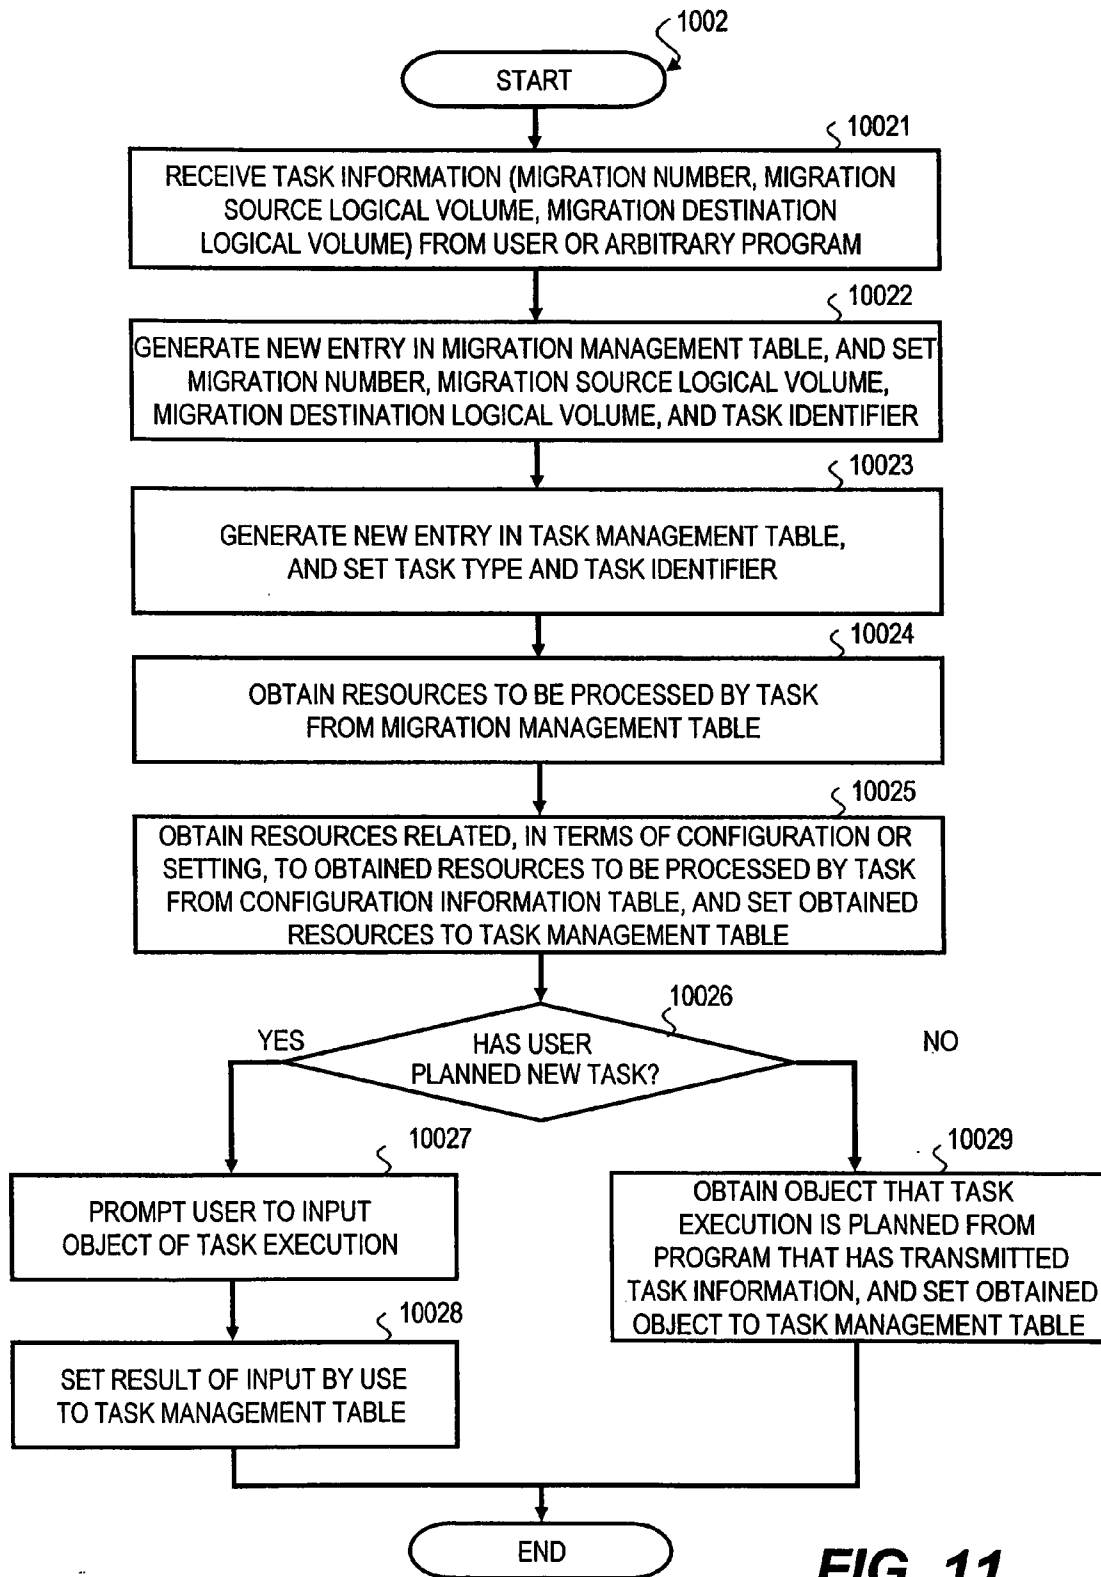 1002
START
10021
RECEIVE TASK INFORMATION (MIGRATION NUMBER, MIGRATION
SOURCE LOGICAL VOLUME, MIGRATION DESTINATION
LOGICAL VOLUME) FROM USER OR ARBITRARY PROGRAM
10022
GENERATE NEW ENTRY IN MIGRATION MANAGEMENT TABLE, AND SET
MIGRATION NUMBER, MIGRATION SOURCE LOGICAL VOLUME,
MIGRATION DESTINATION LOGICAL VOLUME, AND TASK IDENTIFIER
10023
GENERATE NEW ENTRY IN TASK MANAGEMENT TABLE,
AND SET TASK TYPE AND TASK IDENTIFIER
10024
OBTAIN RESOURCES TO BE PROCESSED BY TASK
FROM MIGRATION MANAGEMENT TABLE
10025
OBTAIN RESOURCES RELATED, IN TERMS OF CONFIGURATION OR
SETTING, TO OBTAINED RESOURCES TO BE PROCESSED BY TASK
FROM CONFIGURATION INFORMATION TABLE, AND SET OBTAINED
RESOURCES TO TASK MANAGEMENT TABLE
10026
YES
HAS USER
PLANNED NEW TASK?
NO
10027
PROMPT USER TO INPUT
OBJECT OF TASK EXECUTION
10028
SET RESULT OF INPUT BY USE
TO TASK MANAGEMENT TABLE
10029
OBTAIN OBJECT THAT TASK
EXECUTION IS PLANNED FROM
PROGRAM THAT HAS TRANSMITTED
TASK INFORMATION, AND SET OBTAINED
OBJECT TO TASK MANAGEMENT TABLE
END
FIG. 11